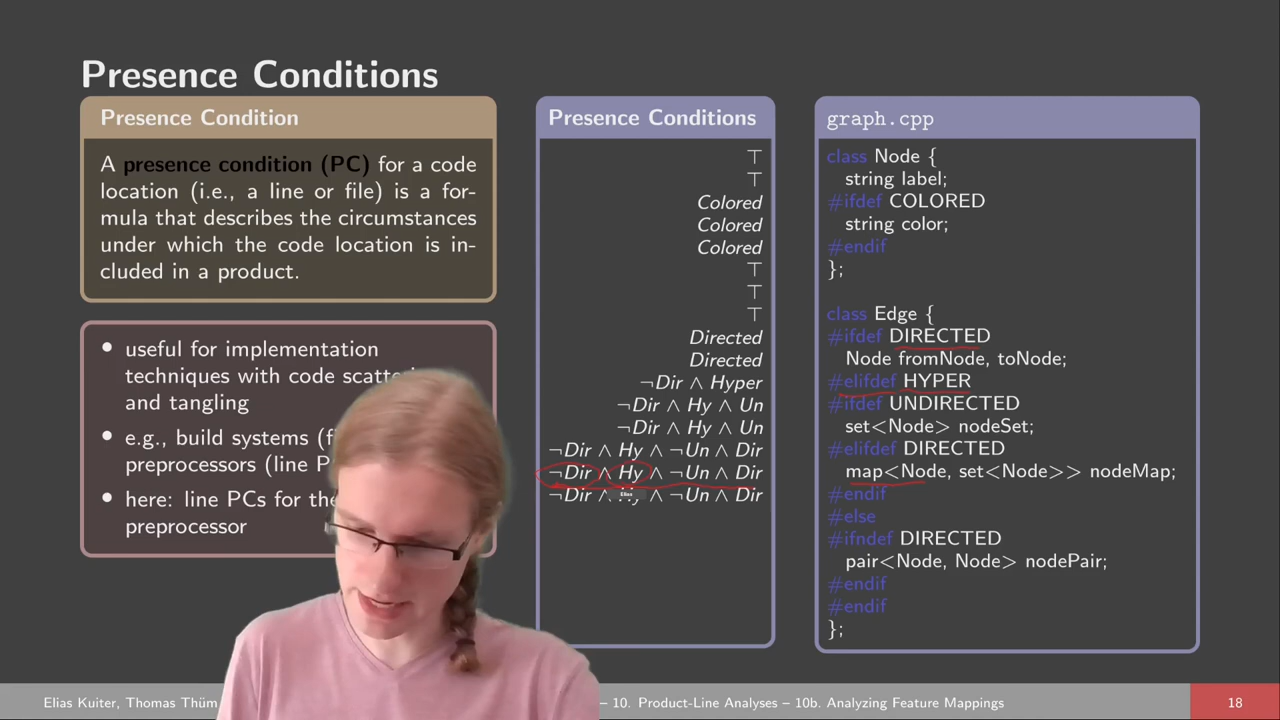 Presence Conditions
Presence Condition
A presence condition (PC) for a code
location (i.e., a line or file) is a for-
mula that describes the circumstances
under which the code location is in-
cluded in a product.
• useful for implementation
techniques with code
and tangling
• e.g., build systems
preprocessors (line
• here: line PCs for
preprocessor
Presence Conditions
⊤
⊤
Colored
Colored
Colored
⊤
⊤
⊤
Directed
Directed
¬Dir ∧ Hyper
¬Dir ∧ Hy ∧ Un
¬Dir ∧ Hy ∧ Un
¬Dir ∧ Hy ∧ ¬Un ∧ Dir
¬Dir ∧ Hy ∧ ¬Un ∧ Dir
¬Dir ∧ Hy ∧ ¬Un ∧ Dir
Elias
graph.cpp
class Node {
string label;
#ifdef COLORED
string color;
#endif
};
class Edge {
#ifdef DIRECTED
Node fromNode, toNode;
#elifdef HYPER
#ifdef UNDIRECTED
set<Node> nodeSet;
#elifdef DIRECTED
map<Node, set<Node>> nodeMap;
#endif
#else
#ifndef DIRECTED
pair<Node, Node> nodePair;
#endif
#endif
};
Elias Kuiter, Thomas – 10. Product-Line Analyses – 10b. Analyzing Feature Mappings
18